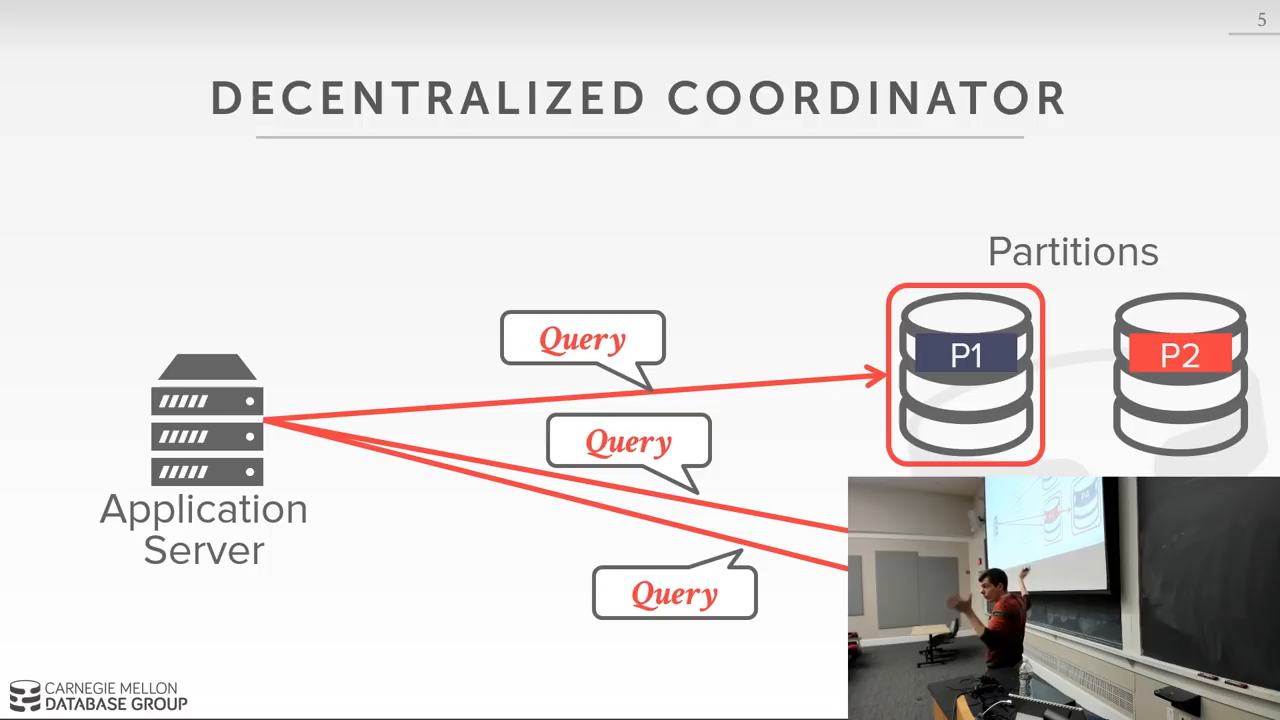 5
DECENTRALIZED COORDINATOR
Partitions
Query
P1
P2
Query
Application
Server
Query
CARNEGIE MELLON
DATABASE GROUP